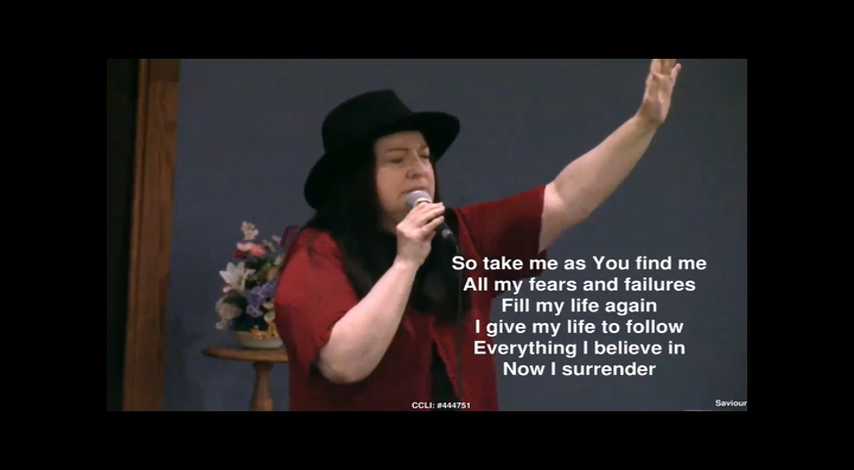 So take me as You find me
All my fears and failures
Fill my life again
I give my life to follow
Everything I believe in
Now I surrender
CCLI: #444751
Saviour